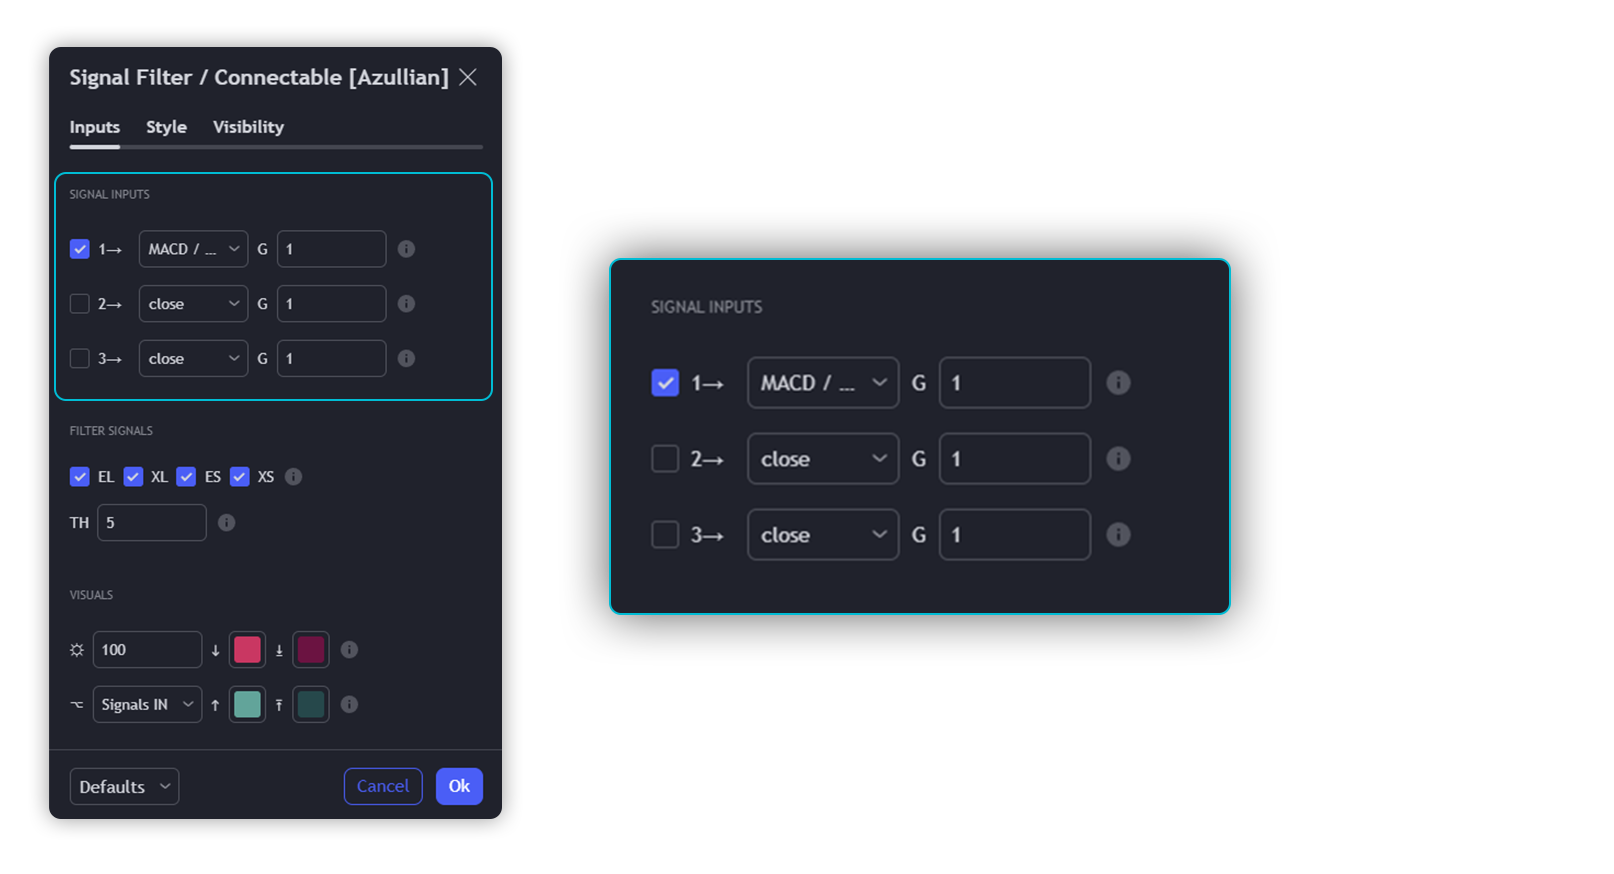 Signal Filter / Connectable [Azullian]
Inputs Style Visibility
SIGNAL INPUTS
1→ MACD / ... G 1
2→ close G 1
3→ close G 1
FILTER SIGNALS
EL XL ES XS
TH 5
VISUALS
100
Signals IN
Defaults Cancel Ok
SIGNAL INPUTS
1→ MACD / ... G 1
2→ close G 1
3→ close G 1